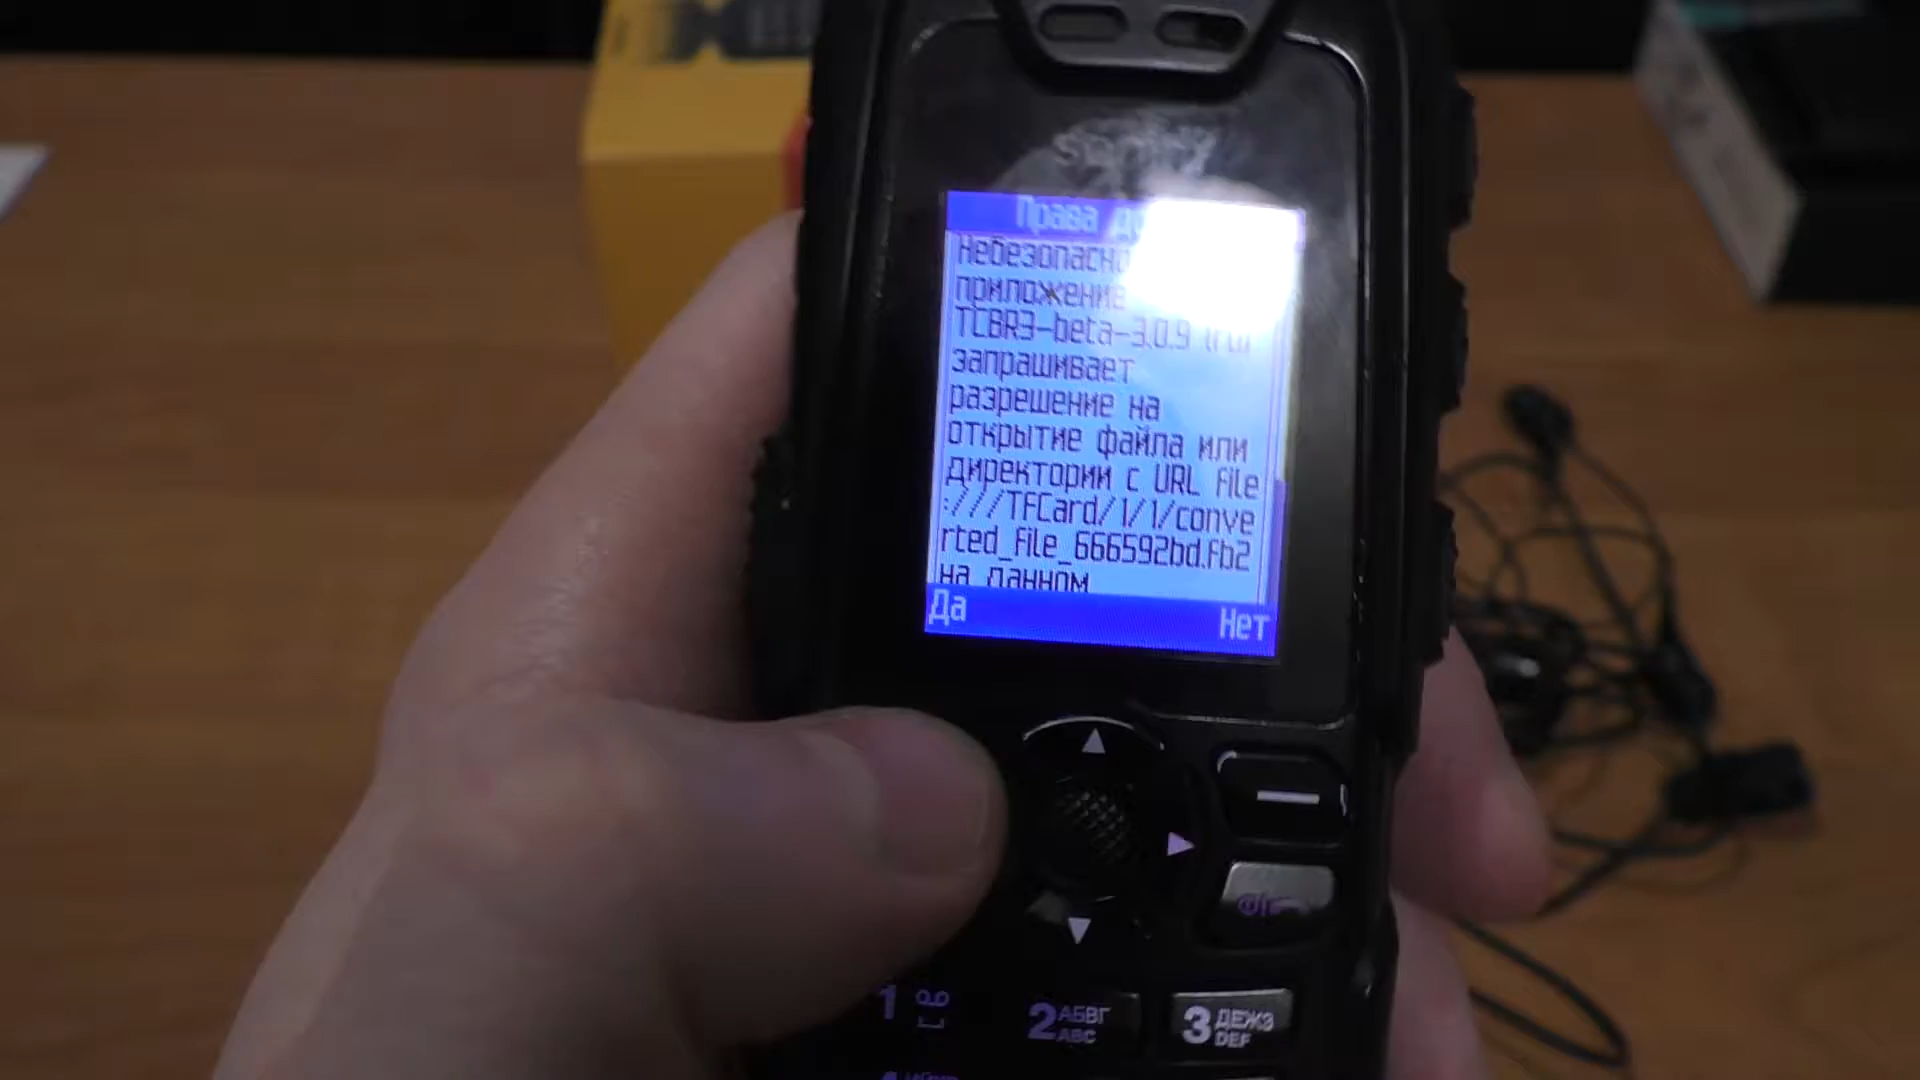 Права
Небезопасно
приложение
TCBR3-beta-3.0.9
запрашивает
разрешение на
открытие файла или
директории с URL file
:///TFCard/1/1/conve
rted_file_666592bd.fb2
на данном
Да
Нет
1
2 АБВГ
ABC
3 ДЕЖЗ
DEF